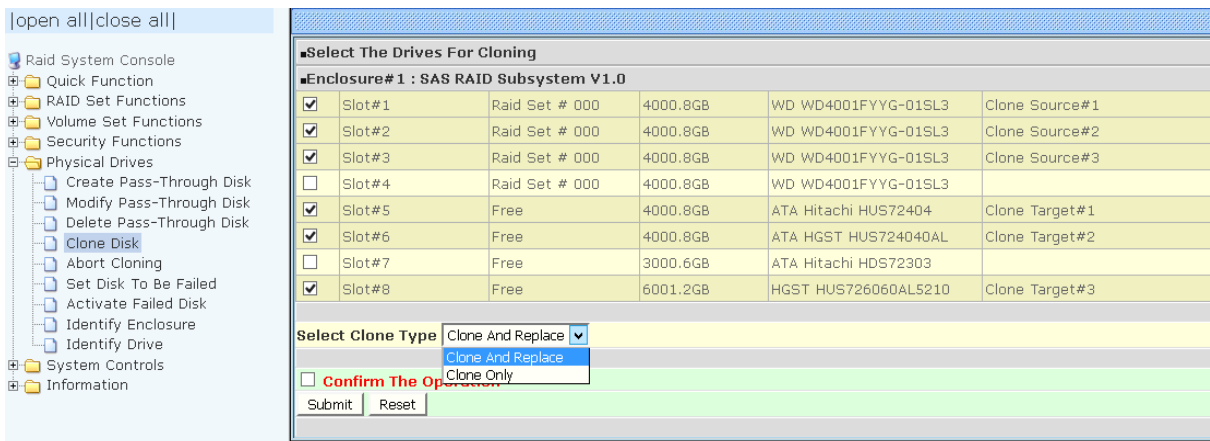 |open all|close all|
Raid System Console
Quick Function
RAID Set Functions
Volume Set Functions
Security Functions
Physical Drives
Create Pass-Through Disk
Modify Pass-Through Disk
Delete Pass-Through Disk
Clone Disk
Abort Cloning
Set Disk To Be Failed
Activate Failed Disk
Identify Enclosure
Identify Drive
System Controls
Information
Select The Drives For Cloning
Enclosure#1 : SAS RAID Subsystem V1.0
Slot#1 Raid Set # 000 4000.8GB WD WD4001FYYG-01SL3 Clone Source#1
Slot#2 Raid Set # 000 4000.8GB WD WD4001FYYG-01SL3 Clone Source#2
Slot#3 Raid Set # 000 4000.8GB WD WD4001FYYG-01SL3 Clone Source#3
Slot#4 Raid Set # 000 4000.8GB WD WD4001FYYG-01SL3
Slot#5 Free 4000.8GB ATA Hitachi HUS72404 Clone Target#1
Slot#6 Free 4000.8GB ATA HGST HUS724040AL Clone Target#2
Slot#7 Free 3000.6GB ATA Hitachi HDS72303
Slot#8 Free 6001.2GB HGST HUS726060AL5210 Clone Target#3
Select Clone Type Clone And Replace
Clone And Replace
Clone Only
Confirm The
Submit Reset